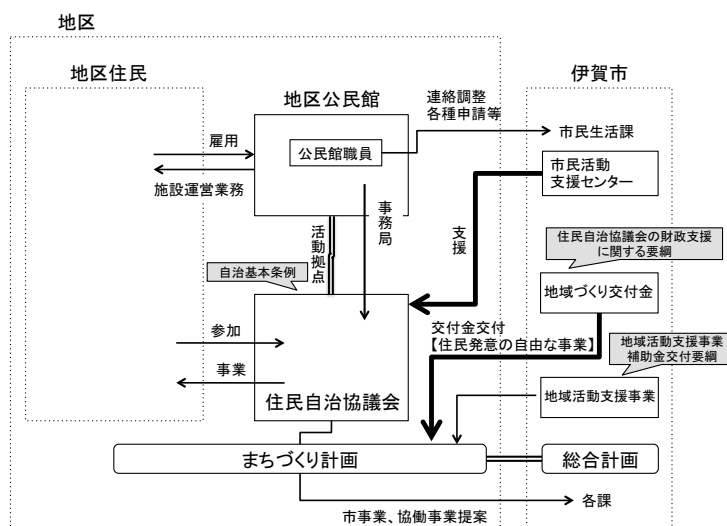 地区
地区住民
地区公民館
伊賀市
連絡調整
各種申請等
雇用
公民館職員
市民生活課
施設運営業務
市民活動
支援センター
事務局
活動拠点
支援
住民自治協議会の財政支援
に関する要綱
自治基本条例
地域づくり交付金
参加
交付金交付
【住民発意の自由な事業】
地域活動支援事業
補助金交付要綱
事業
住民自治協議会
地域活動支援事業
まちづくり計画
総合計画
各課
市事業、協働事業提案